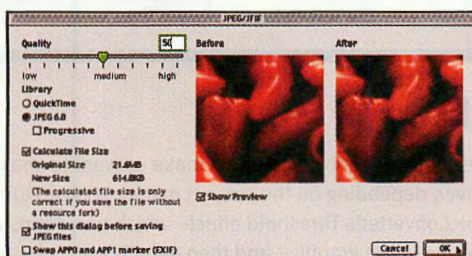 JPEG/JFIF
Quality 50
low medium high
Library
QuickTime
JPEG 6.0
Progressive
Calculate File Size
Original Size 21.6MB
New Size 614.0KB
(The calculated file size is only
correct if you save the file without
a resource fork)
Show this dialog before saving
JPEG files
Swap APP0 and APP1 marker (EXIF)
Before
After
Show Preview
Cancel OK